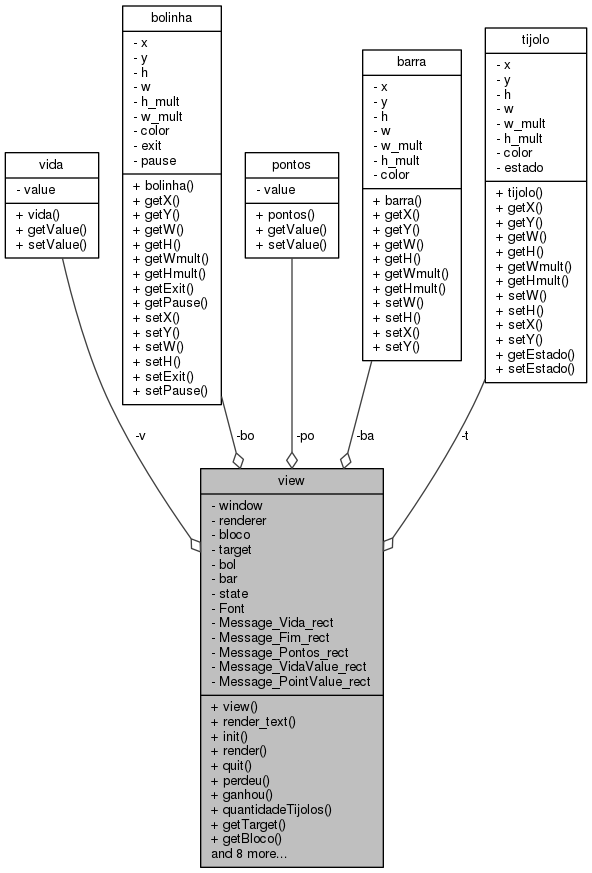 bolinha
- x
- y
- h
- w
- h_mult
- w_mult
- color
- exit
- pause
+ bolinha()
+ getX()
+ getY()
+ getW()
+ getH()
+ getWmult()
+ getHmult()
+ getExit()
+ getPause()
+ setX()
+ setY()
+ setW()
+ setH()
+ setExit()
+ setPause()
tijolo
- x
- y
- h
- w
- w_mult
- h_mult
- color
- estado
+ tijolo()
+ getX()
+ getY()
+ getW()
+ getH()
+ getWmult()
+ getHmult()
+ setW()
+ setH()
+ setX()
+ setY()
+ getEstado()
+ setEstado()
barra
- x
- y
- h
- w
- w_mult
- h_mult
- color
+ barra()
+ getX()
+ getY()
+ getW()
+ getH()
+ getWmult()
+ getHmult()
+ setW()
+ setH()
+ setX()
+ setY()
vida
- value
+ vida()
+ getValue()
+ setValue()
pontos
- value
+ pontos()
+ getValue()
+ setValue()
-v
-bo
-po
-ba
-t
view
- window
- renderer
- bloco
- target
- bol
- bar
- state
- Font
- Message_Vida_rect
- Message_Fim_rect
- Message_Pontos_rect
- Message_VidaValue_rect
- Message_PointValue_rect
+ view()
+ render_text()
+ init()
+ render()
+ quit()
+ perdeu()
+ ganhou()
+ quantidadeTijolos()
+ getTarget()
+ getBloco()
and 8 more...